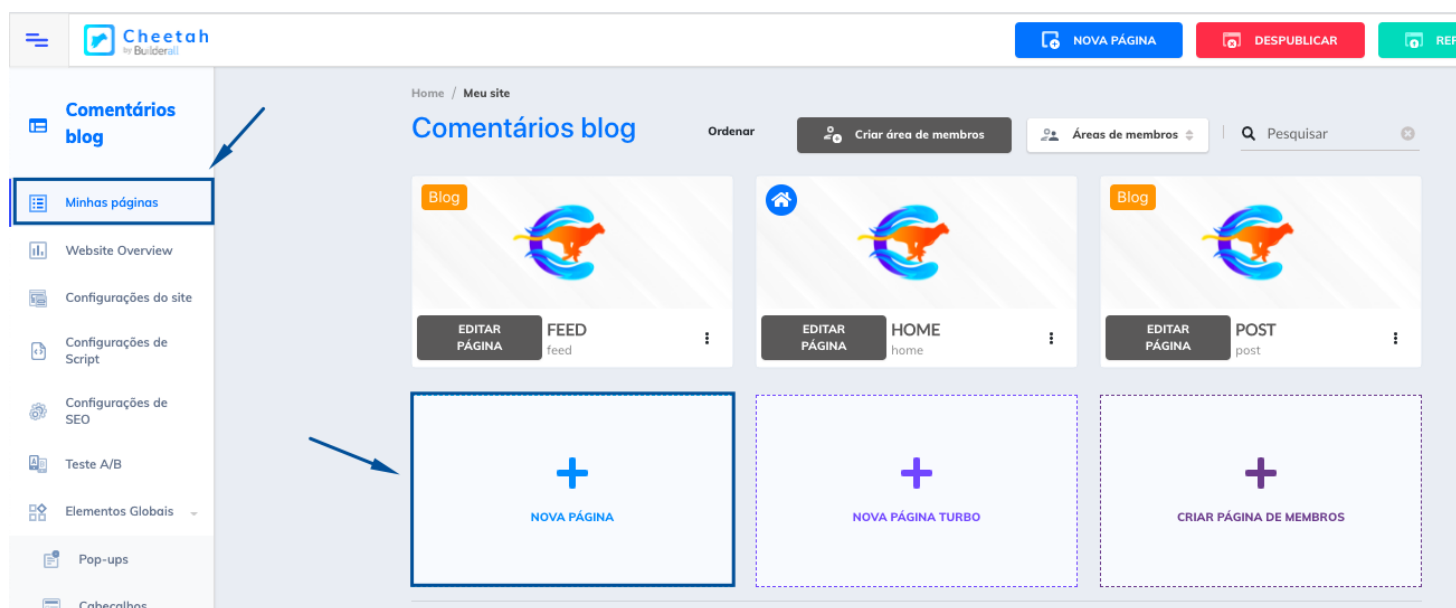 Cheetah
by Builderall
NOVA PÁGINA
DESPUBLICAR
Comentários
blog
Minhas páginas
Website Overview
Configurações do site
Configurações de
Script
Configurações de
SEO
Teste A/B
Elementos Globais
Pop-ups
Cabeçalhos
Home / Meu site
Comentários blog
Ordenar
Criar área de membros
Áreas de membros
Pesquisar
Blog
EDITAR
PÁGINA
FEED
feed
EDITAR
PÁGINA
HOME
home
Blog
EDITAR
PÁGINA
POST
post
NOVA PÁGINA
NOVA PÁGINA TURBO
CRIAR PÁGINA DE MEMBROS